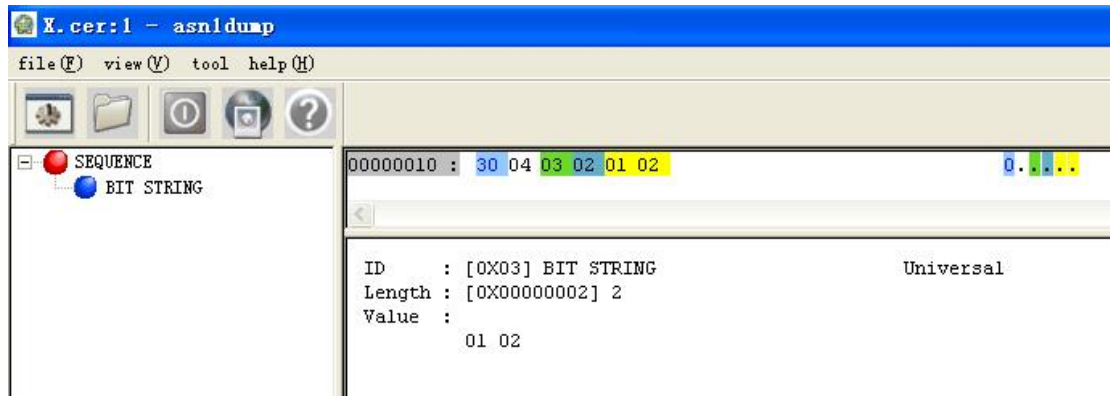 X.cer:1 - asn1dump
file(F) view(V) tool help(H)
SEQUENCE
BIT STRING
00000010 : 30 04 03 02 01 02 0.....
ID : [0X03] BIT STRING Universal
Length : [0X00000002] 2
Value :
01 02